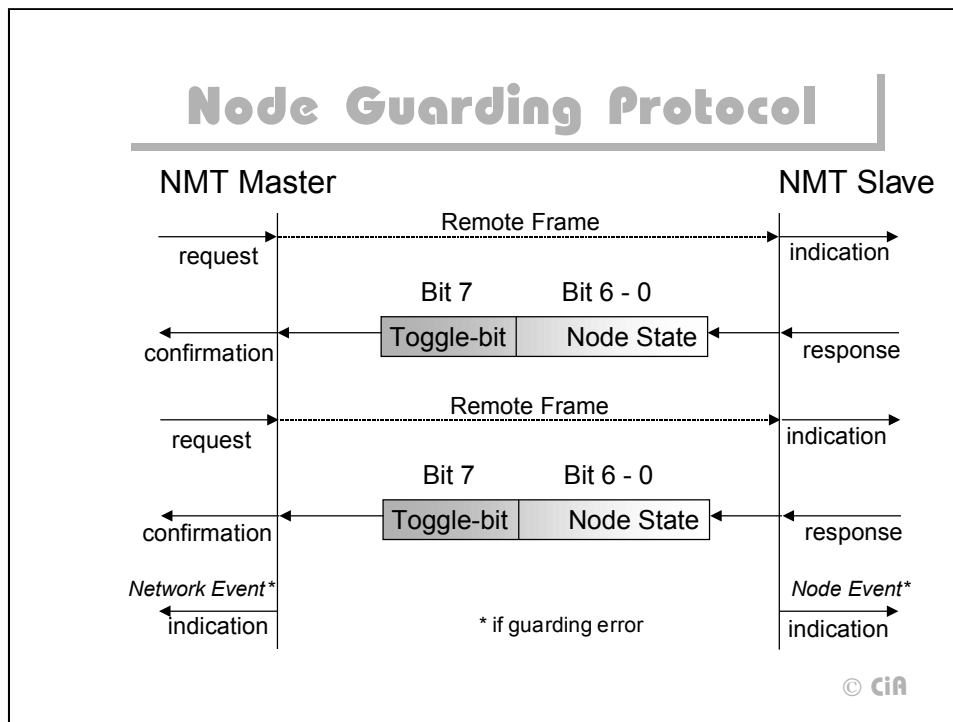 Node Guarding Protocol
NMT Master NMT Slave
Remote Frame
request indication
Bit 7 Bit 6 - 0
Toggle-bit Node State
confirmation response
Remote Frame
request indication
Bit 7 Bit 6 - 0
Toggle-bit Node State
confirmation response
Network Event* Node Event*
indication * if guarding error indication
© CiA